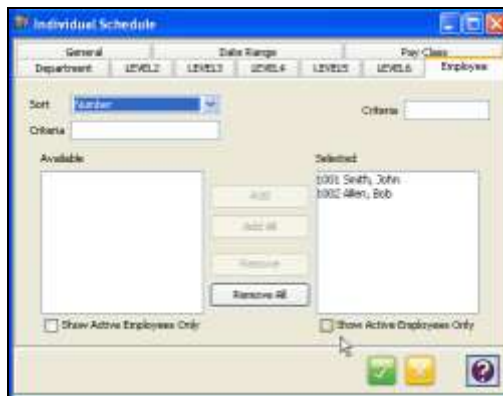 Individual Schedule
General Date Range Pay Class
Department LEVEL2 LEVEL3 LEVEL4 LEVEL5 LEVEL6 Employee
Sort Number
Criteria
Criteria
Available
Selected
1001 Smith, John
1002 Allen, Bob
Add
Add All
Remove
Remove All
Show Active Employees Only
Show Active Employees Only
?